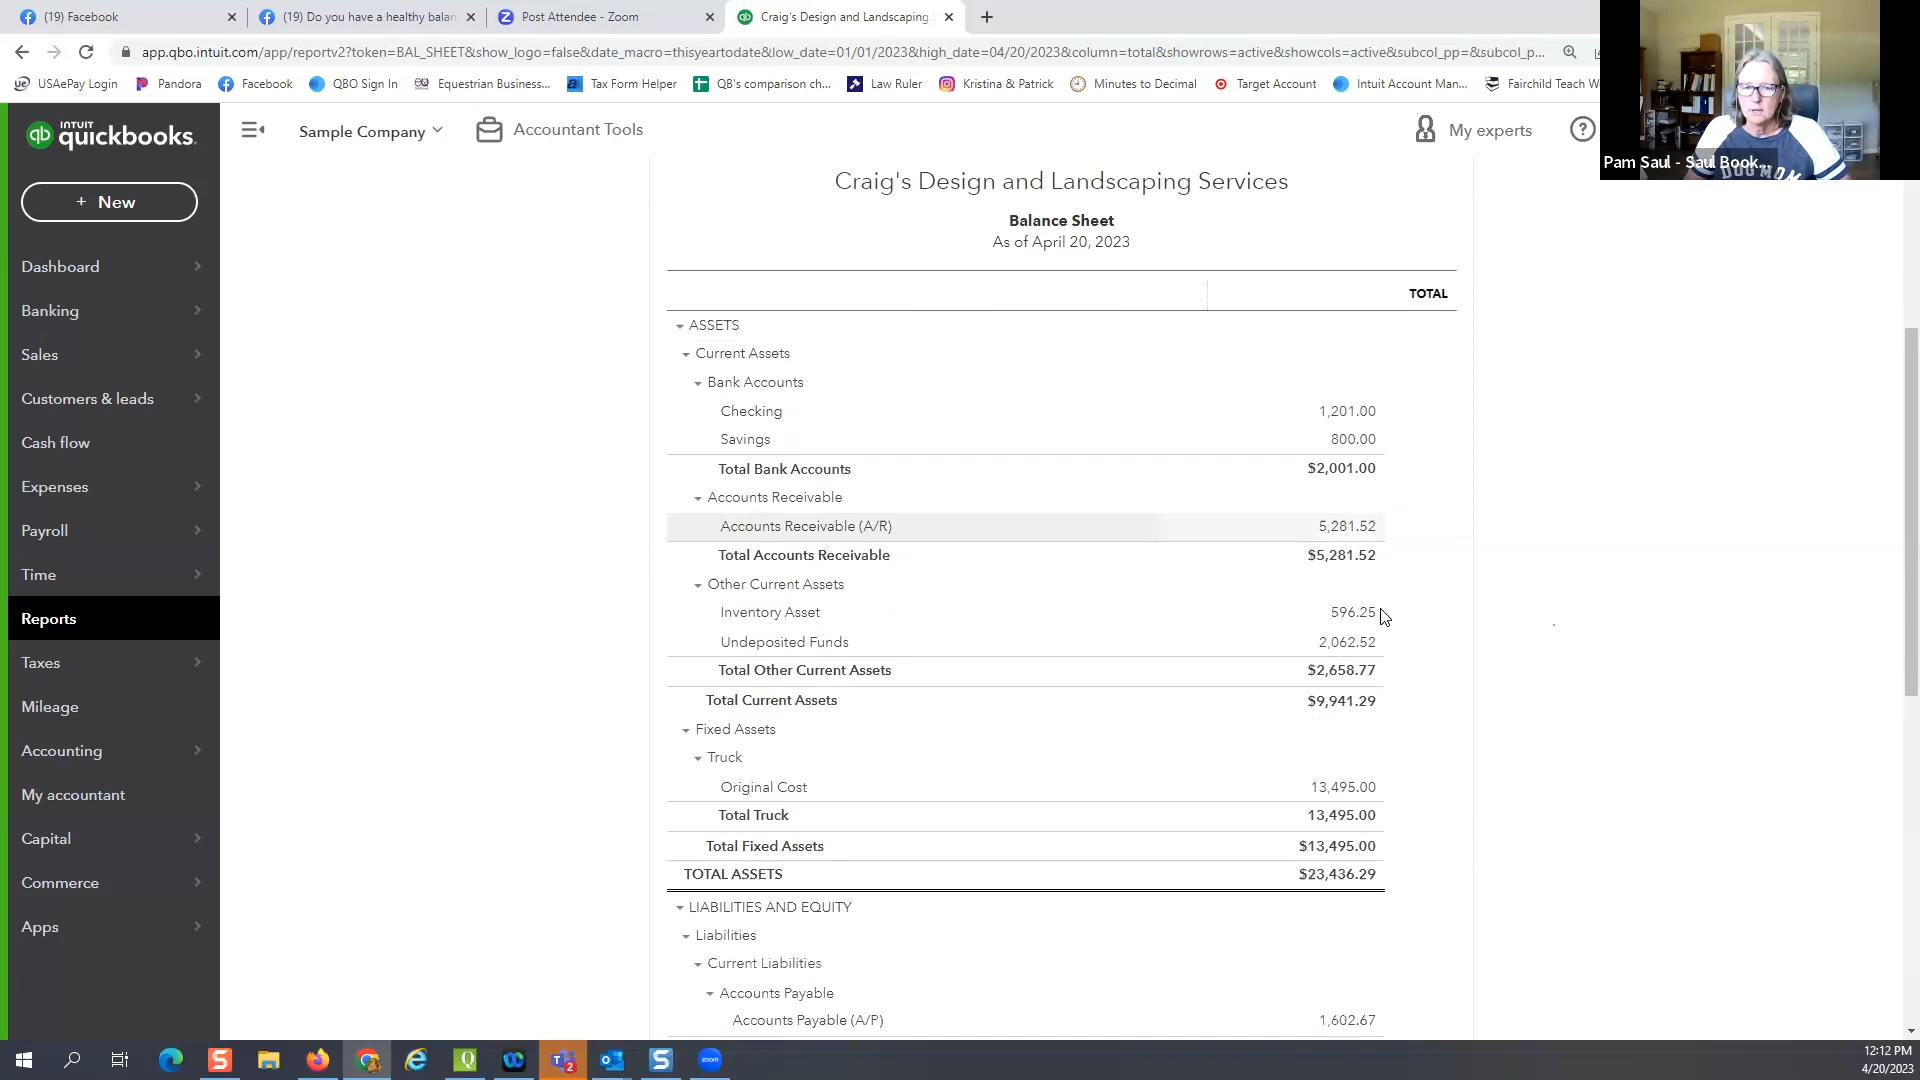 (19) Facebook
(19) Do you have a healthy balan
Post Attendee - Zoom
Craig's Design and Landscaping
app.qbo.intuit.com/app/reportv2?token=BAL_SHEET&show_logo=false&date_macro=thisyeartodate&low_date=01/01/2023&high_date=04/20/2023&column=total&showrows=active&showcols=active&subcol_pp=&subcol_p...
USAePay Login
Pandora
Facebook
QBO Sign In
Equestrian Business...
Tax Form Helper
QB's comparison ch...
Law Ruler
Kristina & Patrick
Minutes to Decimal
Target Account
Intuit Account Man...
Fairchild Teach W
Pam Saul - Saul Book...
DOG MOM
INTUIT
quickbooks.
Sample Company
Accountant Tools
My experts
+ New
Dashboard
Banking
Sales
Customers & leads
Cash flow
Expenses
Payroll
Time
Reports
Taxes
Mileage
Accounting
My accountant
Capital
Commerce
Apps
Craig's Design and Landscaping Services
Balance Sheet
As of April 20, 2023
TOTAL
ASSETS
Current Assets
Bank Accounts
Checking 1,201.00
Savings 800.00
Total Bank Accounts $2,001.00
Accounts Receivable
Accounts Receivable (A/R) 5,281.52
Total Accounts Receivable $5,281.52
Other Current Assets
Inventory Asset 596.25
Undeposited Funds 2,062.52
Total Other Current Assets $2,658.77
Total Current Assets $9,941.29
Fixed Assets
Truck
Original Cost 13,495.00
Total Truck 13,495.00
Total Fixed Assets $13,495.00
TOTAL ASSETS $23,436.29
LIABILITIES AND EQUITY
Liabilities
Current Liabilities
Accounts Payable
Accounts Payable (A/P) 1,602.67
12:12 PM
4/20/2023